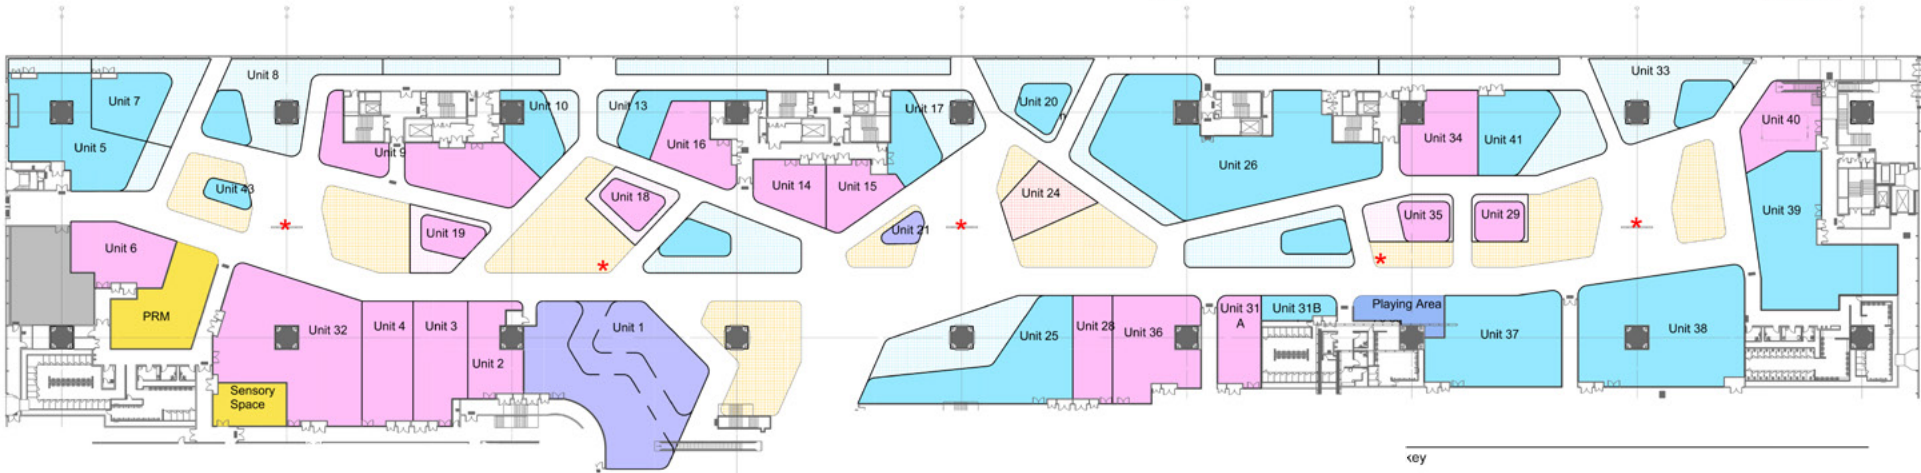 Unit 8
Unit 33
Unit 7
Unit 10
Unit 13
Unit 17
Unit 20
Unit 40
Unit 5
Unit 9
Unit 16
Unit 34
Unit 41
Unit 26
Unit 43
Unit 18
Unit 14
Unit 15
Unit 24
Unit 35
Unit 29
Unit 39
Unit 19
Unit 21
Unit 6
PRM
Unit 32
Unit 4
Unit 3
Unit 2
Unit 1
Unit 25
Unit 28
Unit 36
Unit 31
A
Unit 31B
Playing Area
Unit 37
Unit 38
Sensory
Space
key